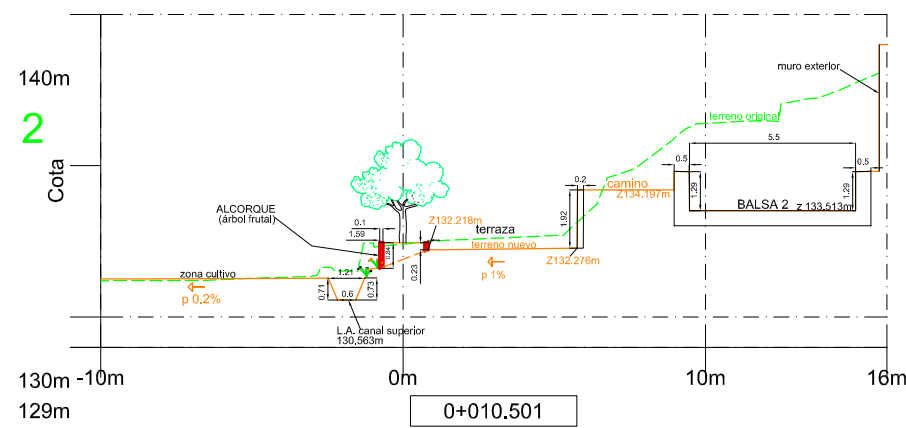 140m
2
Cota
130m
129m
-10m
0m
10m
16m
0+010.501
muro exterior
terreno original
5.5
0.5
0.5
1.29
1.29
BALSA 2
z 133.513m
camino
Z134.197m
0.2
1.92
Z132.276m
terraza
terreno nuevo
p 1%
Z132.218m
ALCORQUE
(árbol frutal)
0.1
1.59
0.84
0.23
zona cultivo
p 0.2%
1.21
0.71
0.6
0.73
L.A. canal superior
130,563m